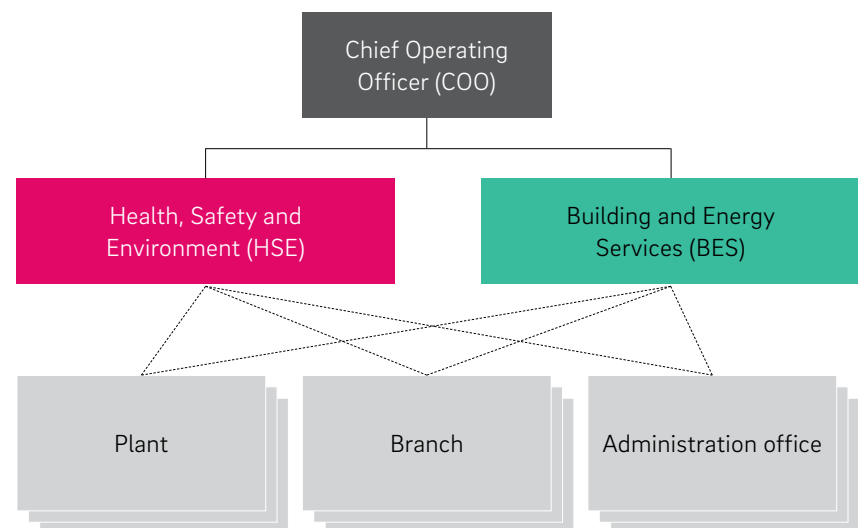 Chief Operating
Officer (COO)
Health, Safety and
Environment (HSE)
Building and Energy
Services (BES)
Plant
Branch
Administration office